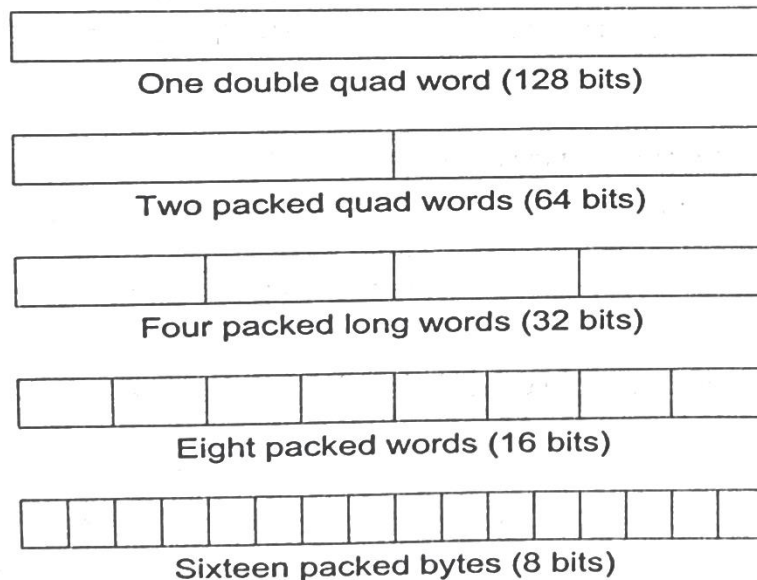 One double quad word (128 bits)
Two packed quad words (64 bits)
Four packed long words (32 bits)
Eight packed words (16 bits)
Sixteen packed bytes (8 bits)